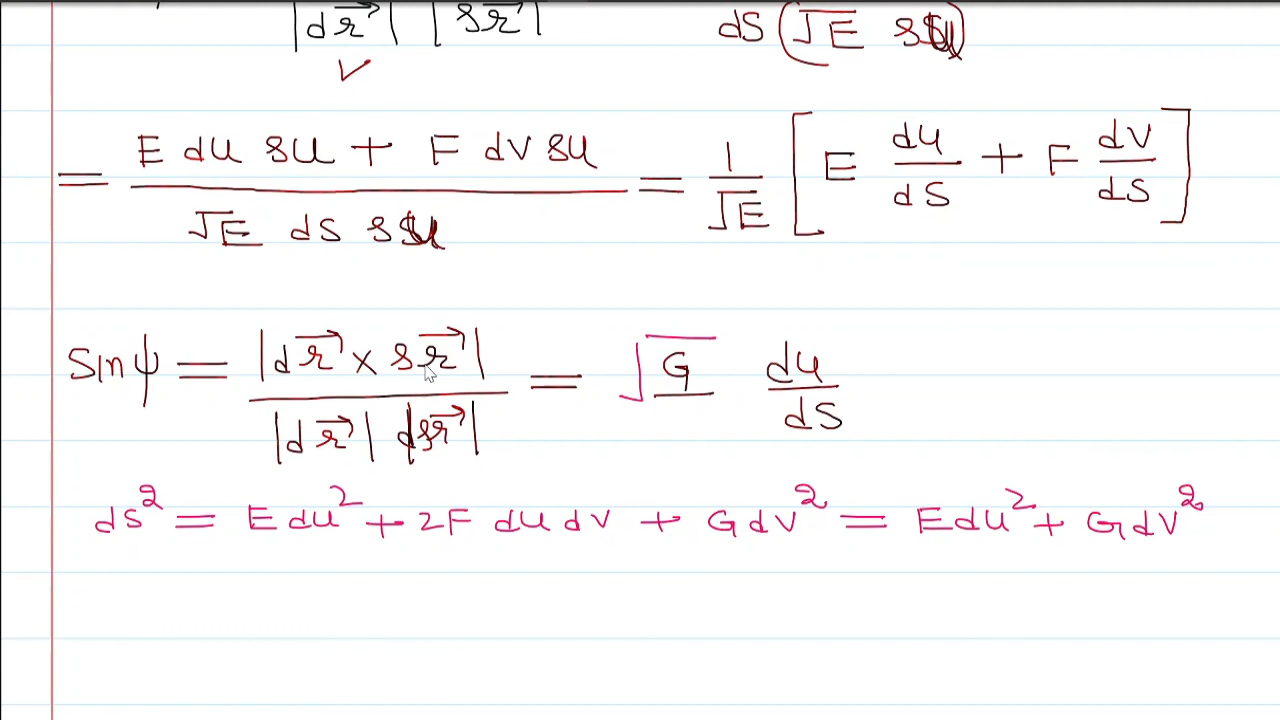 |dr⃗| |δr⃗| ds (√E δu)
= (E du δu + F dv δu) / (√E ds δu) = 1/√E [E du/ds + F dv/ds]
Sin ψ = |dr⃗ × δr⃗| / |dr⃗| |δr⃗| = √G du/ds
ds² = E du² + 2F du dv + G dv² = E du² + G dv²